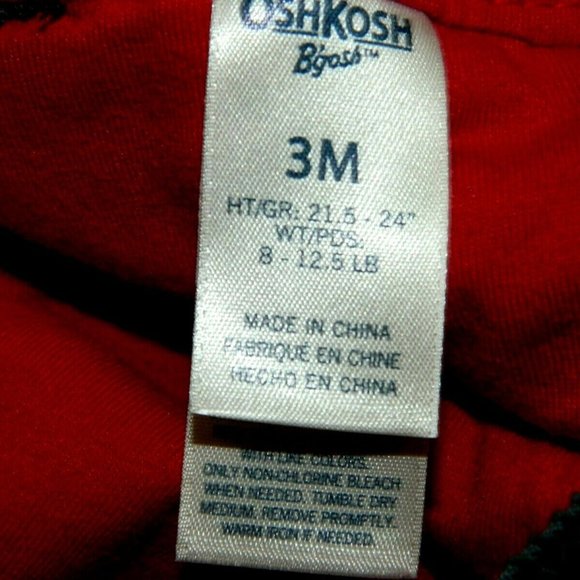 OSHKOSH
B'gosh™
3M
HT/GR: 21.5 - 24"
WT/PDS:
8 - 12.5 LB
MADE IN CHINA
FABRIQUE EN CHINE
HECHO EN CHINA
WITH LIKE COLORS.
ONLY NON-CHLORINE BLEACH
WHEN NEEDED. TUMBLE DRY
MEDIUM. REMOVE PROMPTLY.
WARM IRON IF NEEDED.